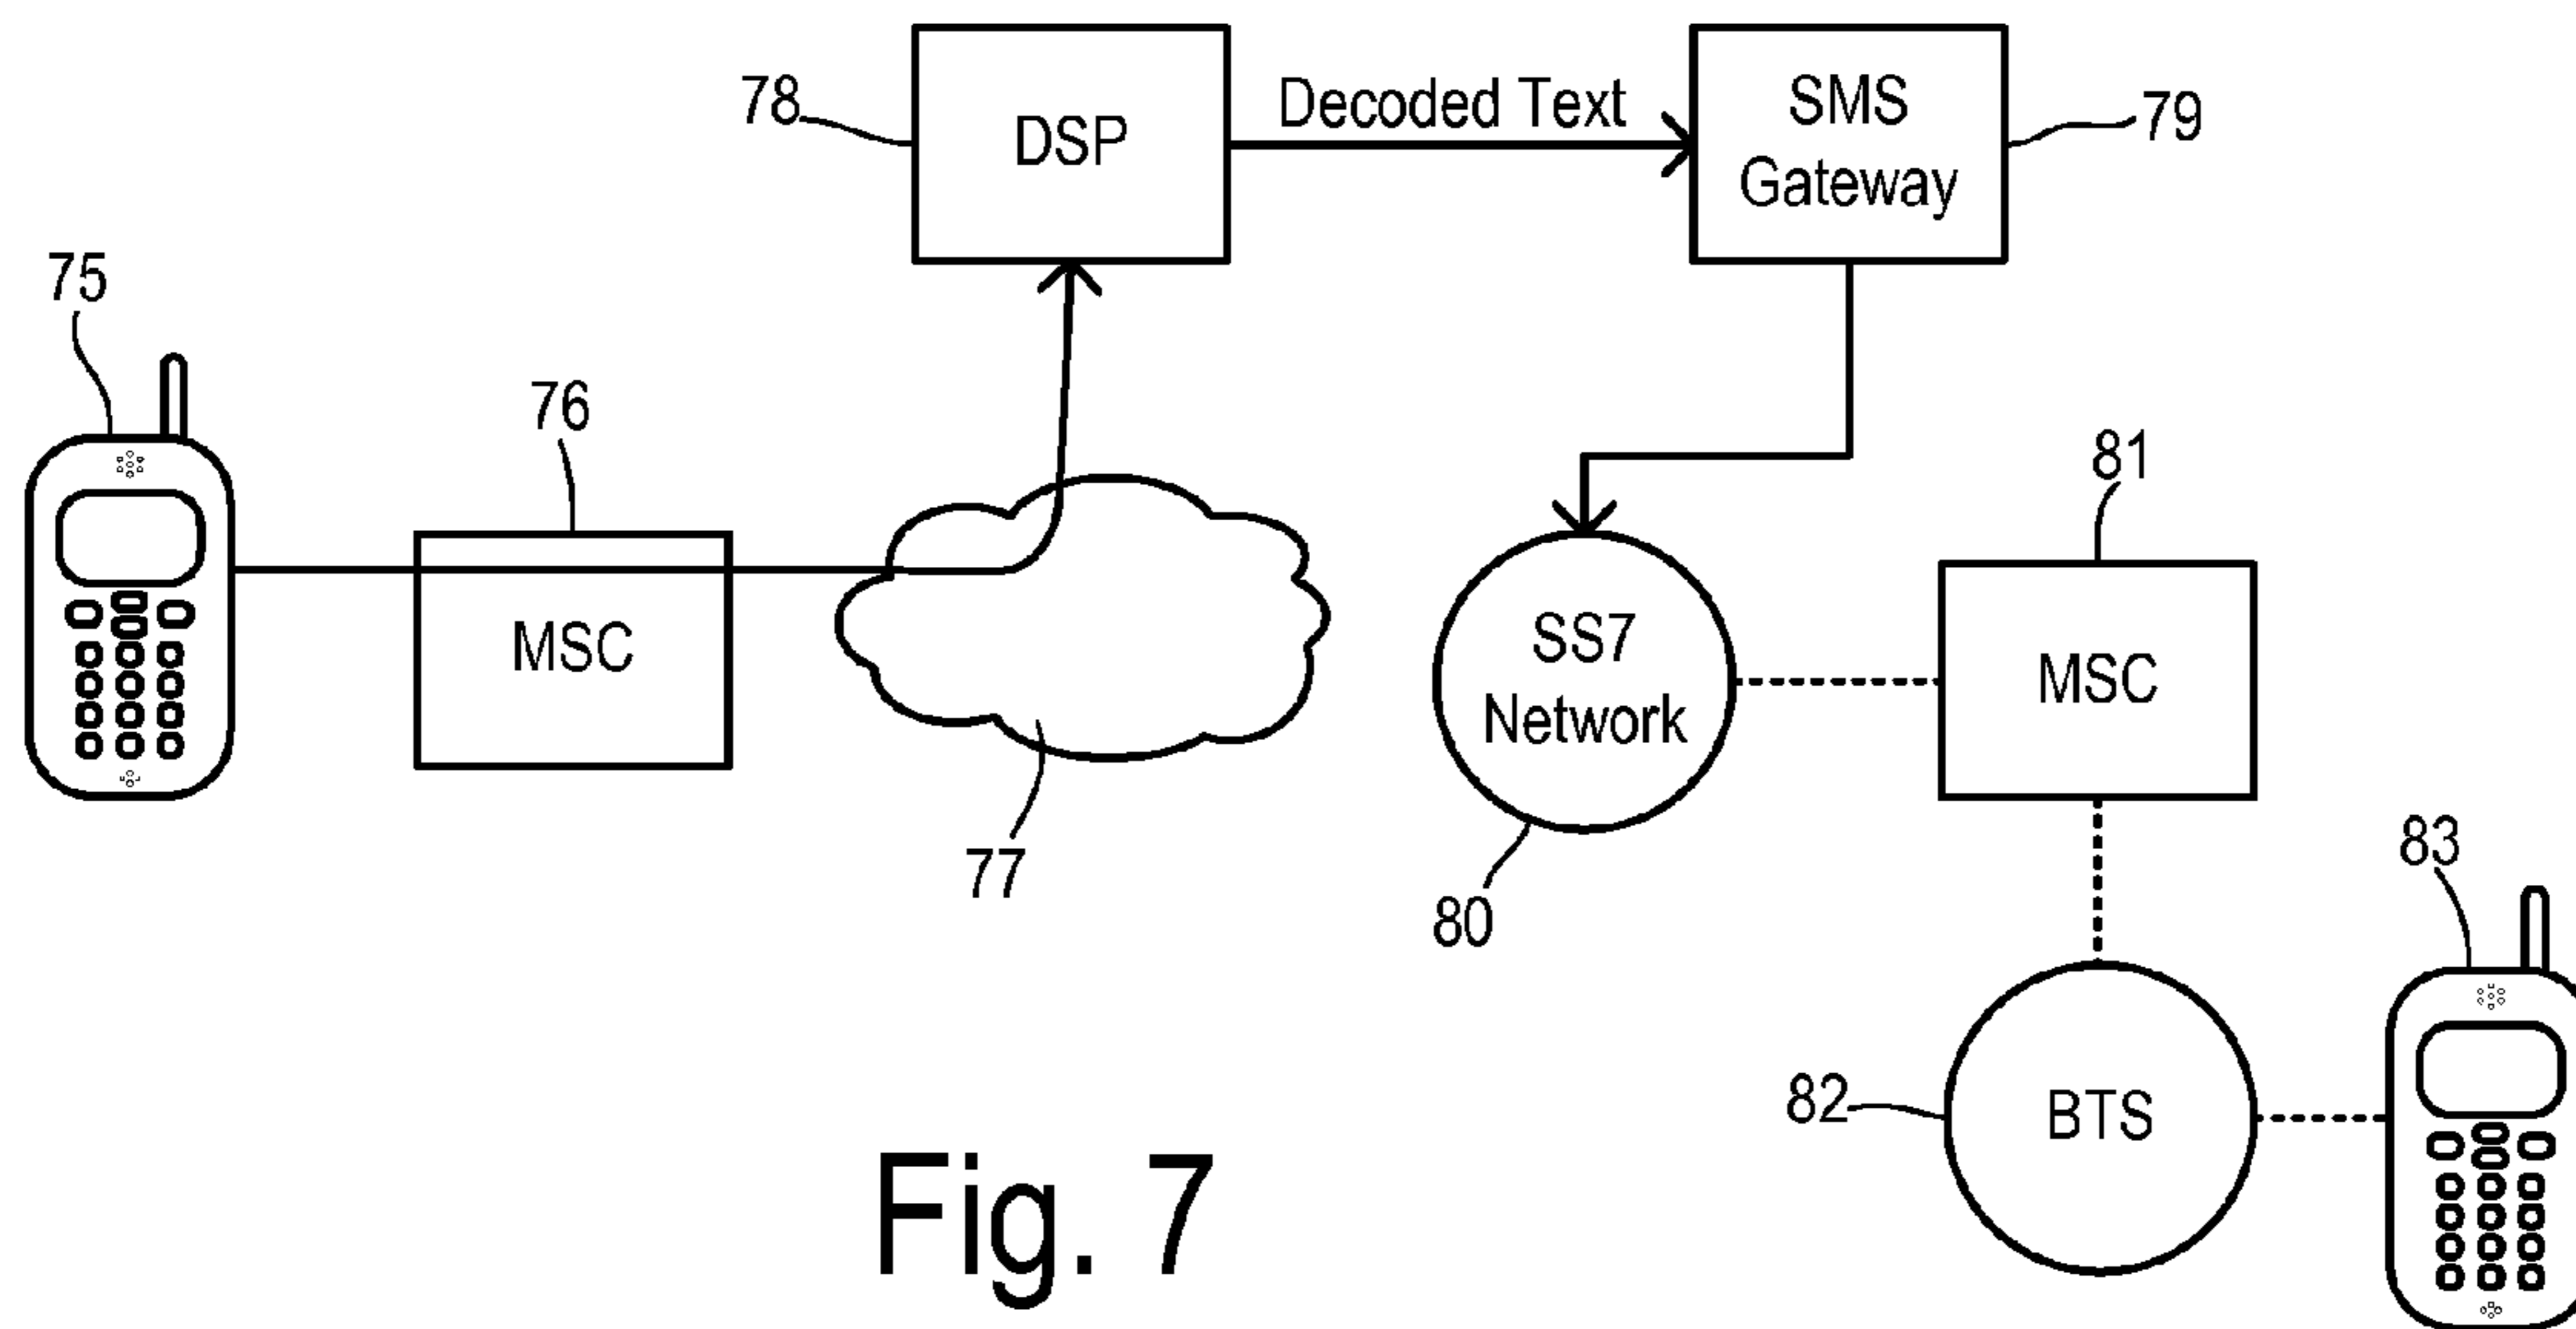 78
DSP
Decoded Text
SMS
Gateway
79
75
76
MSC
77
81
SS7
Network
MSC
80
83
82
BTS
Fig. 7